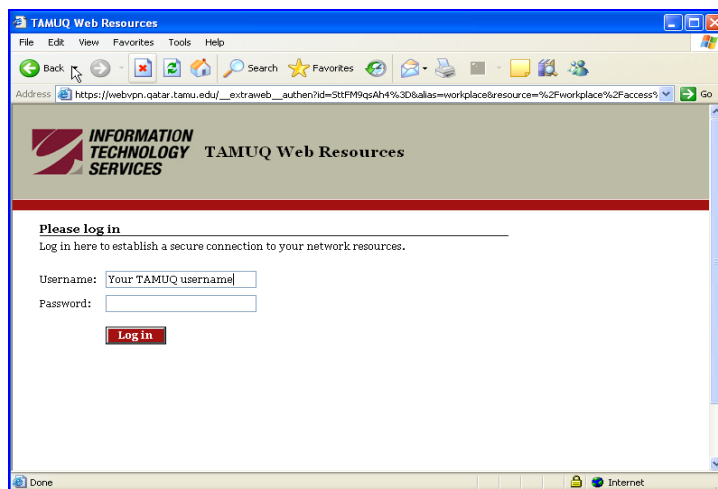 TAMUQ Web Resources
File Edit View Favorites Tools Help
Back Search Favorites
Address https://webvpn.qatar.tamu.edu/__extraweb__authen?id=SttFM9qsAh4%3D&alias=workplace&resource=%2Fworkplace%2Faccess% Go
INFORMATION
TECHNOLOGY
SERVICES
TAMUQ Web Resources
Please log in
Log in here to establish a secure connection to your network resources.
Username: Your TAMUQ username
Password:
Log in
Done Internet